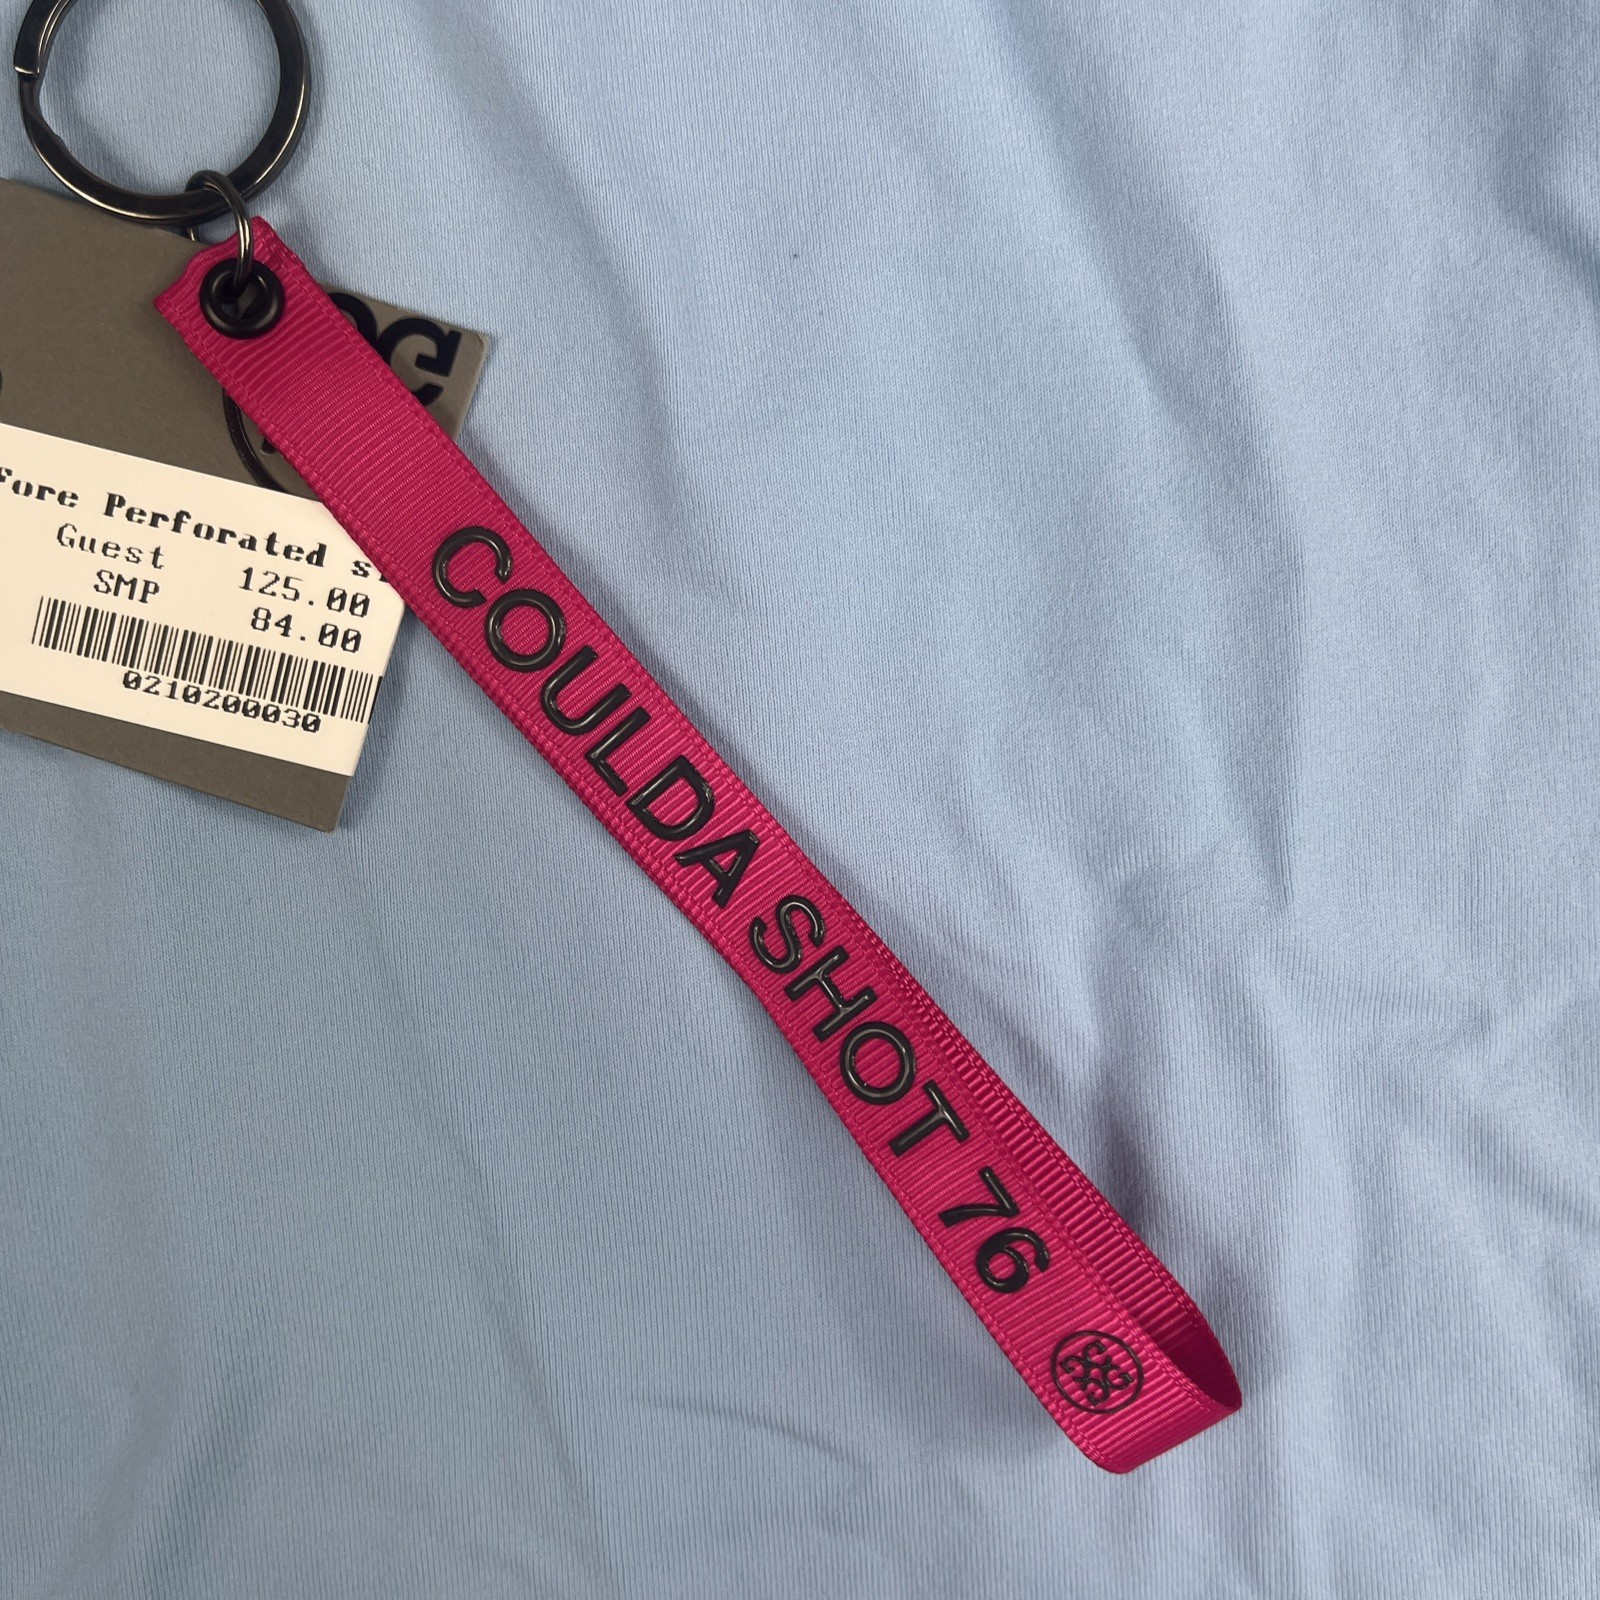 Fore Perforated
Guest 125.00
SMP 84.00
0210200030
COULDA SHOT 76